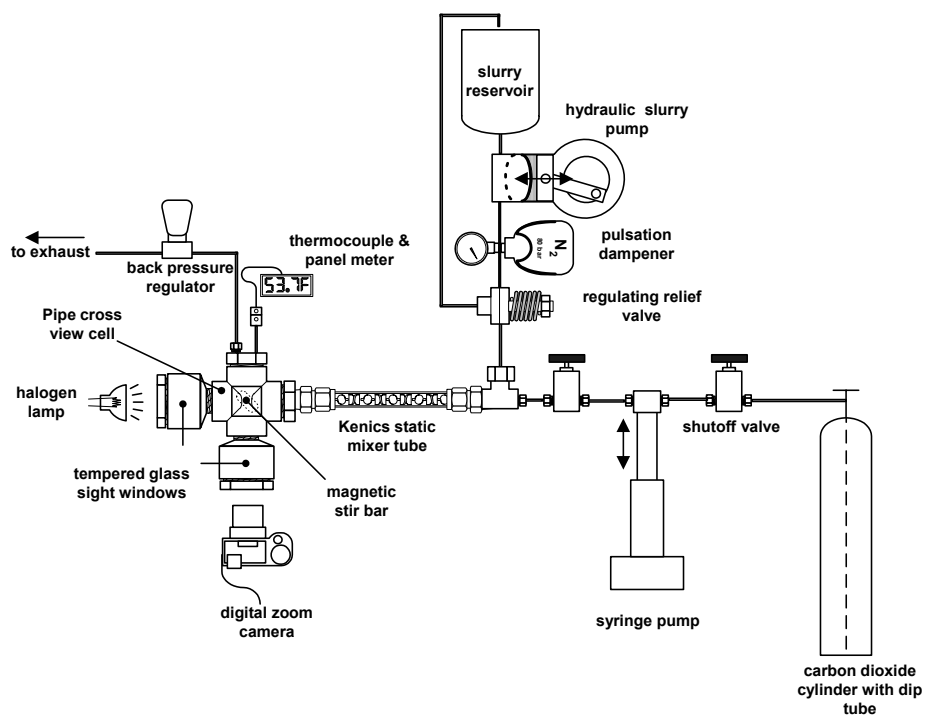 slurry
reservoir
hydraulic slurry
pump
to exhaust
back pressure
regulator
thermocouple &
panel meter
53.7F
N2
80 bar
pulsation
dampener
regulating relief
valve
Pipe cross
view cell
halogen
lamp
Kenics static
mixer tube
shutoff valve
tempered glass
sight windows
magnetic
stir bar
digital zoom
camera
syringe pump
carbon dioxide
cylinder with dip
tube